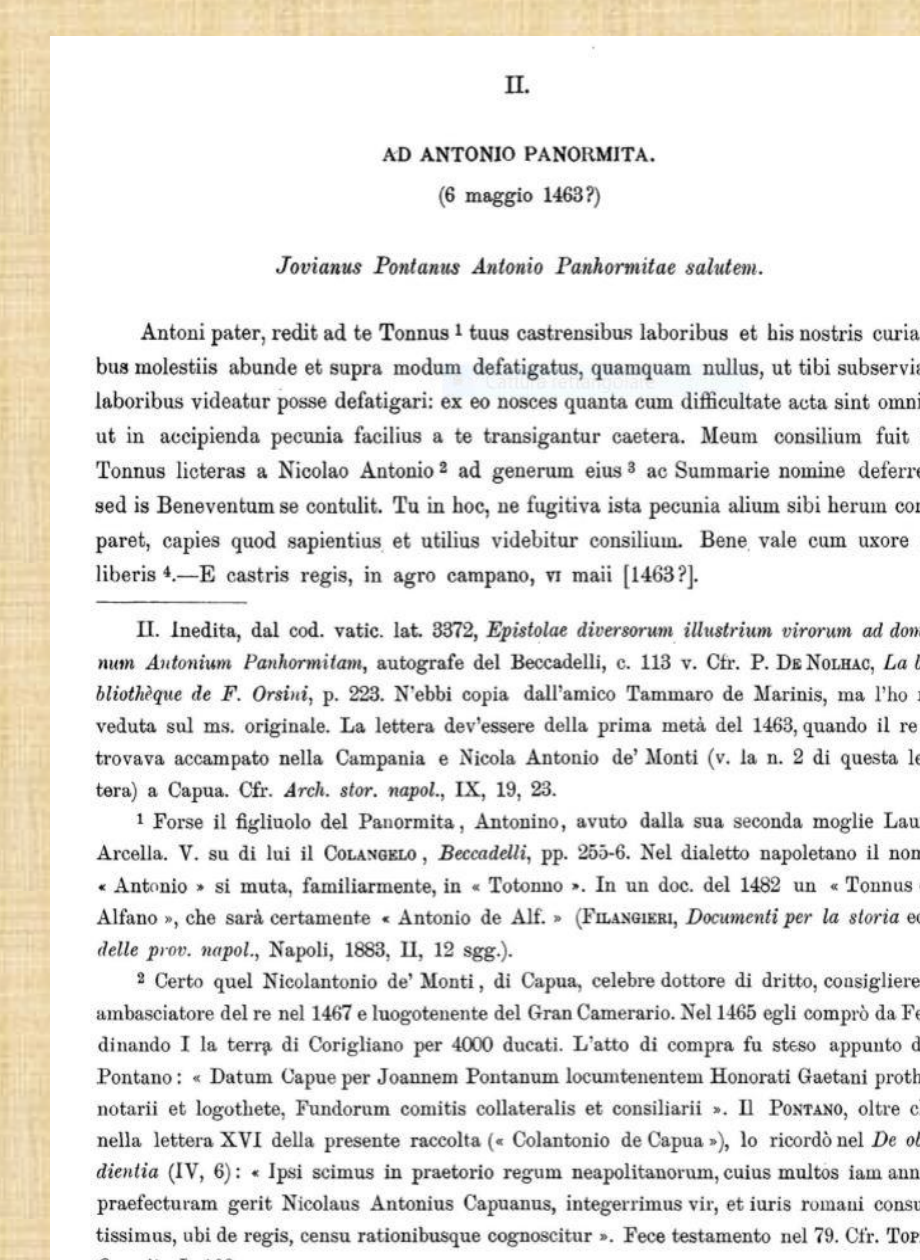 II.
AD ANTONIO PANORMITA.
(6 maggio 1463?)
Jovianus Pontanus Antonio Panhormitae salutem.
Antoni pater, redit ad te Tonnus 1 tuus castrensibus laboribus et his nostris curia
bus molestiis abunde et supra modum defatigatus, quamquam nullus, ut tibi subservia
Cattura rettangolare
laboribus videatur posse defatigari: ex eo nosces quanta cum difficultate acta sint omni
ut in accipienda pecunia facilius a te transigantur caetera. Meum consilium fuit
Tonnus licteras a Nicolao Antonio 2 ad generum eius 3 ac Summarie nomine deferre
sed is Beneventum se contulit. Tu in hoc, ne fugitiva ista pecunia alium sibi herum com
paret, capies quod sapientius et utilius videbitur consilium. Bene vale cum uxore
liberis 4.—E castris regis, in agro campano, VI maii [1463?].
II. Inedita, dal cod. vatic. lat. 3372, Epistolae diversorum illustrium virorum ad dom
num Antonium Panhormitam, autografe del Beccadelli, c. 113 v. Cfr. P. DE NOLHAC, La
bliothèque de F. Orsini, p. 223. N'ebbi copia dall'amico Tammaro de Marinis, ma l'ho
veduta sul ms. originale. La lettera dev'essere della prima metà del 1463, quando il re
trovava accampato nella Campania e Nicola Antonio de' Monti (v. la n. 2 di questa le
tera) a Capua. Cfr. Arch. stor. napol., IX, 19, 23.
1 Forse il figliuolo del Panormita, Antonino, avuto dalla sua seconda moglie Lau
Arcella. V. su di lui il COLANGELO, Beccadelli, pp. 255-6. Nel dialetto napoletano il nom
« Antonio » si muta, familiarmente, in « Totonno ». In un doc. del 1482 un « Tonnus
Alfano », che sarà certamente « Antonio de Alf. » (FILANGIERI, Documenti per la storia ec
delle prov. napol., Napoli, 1883, II, 12 sgg.).
2 Certo quel Nicolantonio de' Monti, di Capua, celebre dottore di dritto, consigliere
ambasciatore del re nel 1467 e luogotenente del Gran Camerario. Nel 1465 egli comprò da Fe
dinando I la terra di Corigliano per 4000 ducati. L'atto di compra fu steso appunto d
Pontano: « Datum Capue per Joannem Pontanum locumtenentem Honorati Gaetani proth
notarii et logothete, Fundorum comitis collateralis et consiliarii ». Il PONTANO, oltre c
nella lettera XVI della presente raccolta (« Colantonio de Capua »), lo ricordò nel De ob
dientia (IV, 6): « Ipsi scimus in praetorio regum neapolitanorum, cuius multos iam ann
praefecturam gerit Nicolaus Antonius Capuanus, integerrimus vir, et iuris romani consu
tissimus, ubi de regis, censu rationibusque cognoscitur ». Fece testamento nel 79. Cfr. TOP